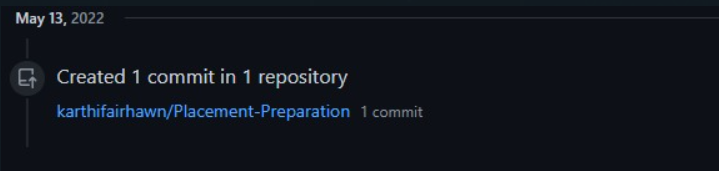 May 13, 2022
Created 1 commit in 1 repository
karthifairhawn/Placement-Preparation 1 commit